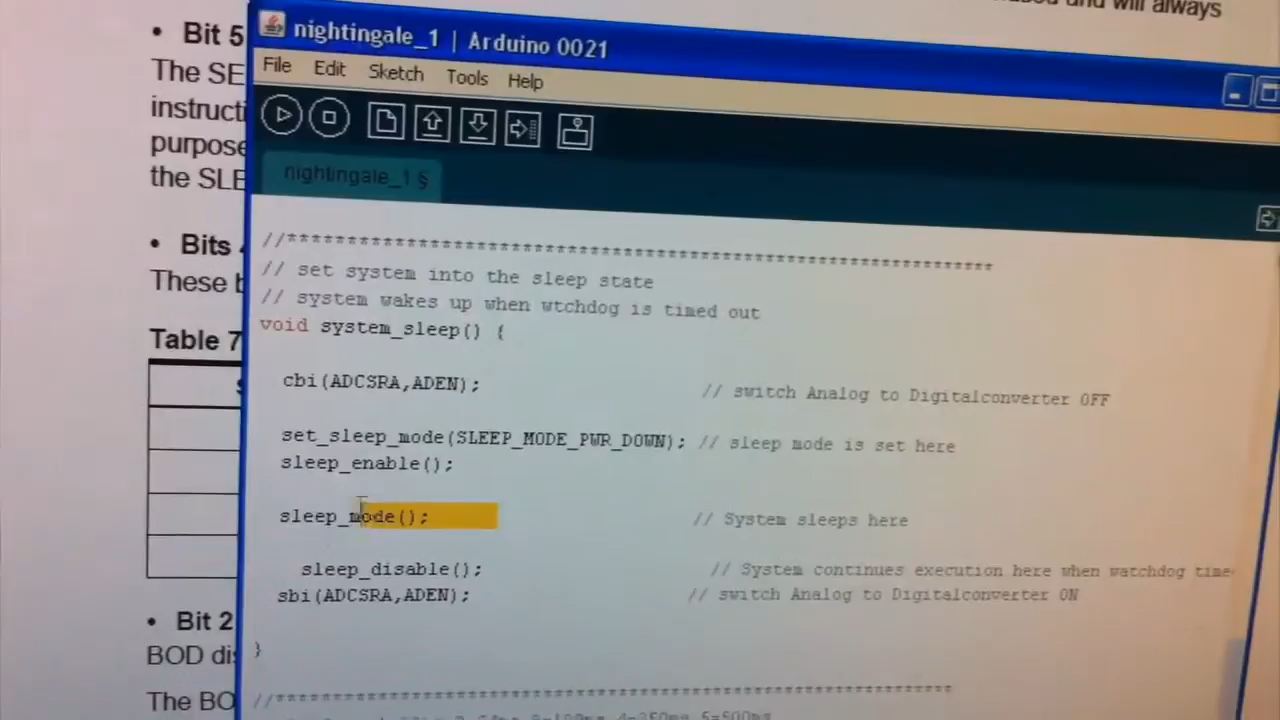 and will always
• Bit 5
The SE
instructi
purpose
the SLE
• Bits
These b
Table 7
• Bit 2
BOD di
The BO
nightingale_1 | Arduino 0021
File Edit Sketch Tools Help
nightingale_1 §
//***********************************************************
// set system into the sleep state
// system wakes up when wtchdog is timed out
void system_sleep() {
cbi(ADCSRA,ADEN); // switch Analog to Digitalconverter OFF
set_sleep_mode(SLEEP_MODE_PWR_DOWN); // sleep mode is set here
sleep_enable();
sleep_mode(); // System sleeps here
sleep_disable(); // System continues execution here when watchdog time
sbi(ADCSRA,ADEN); // switch Analog to Digitalconverter ON
}
//*********************************************************